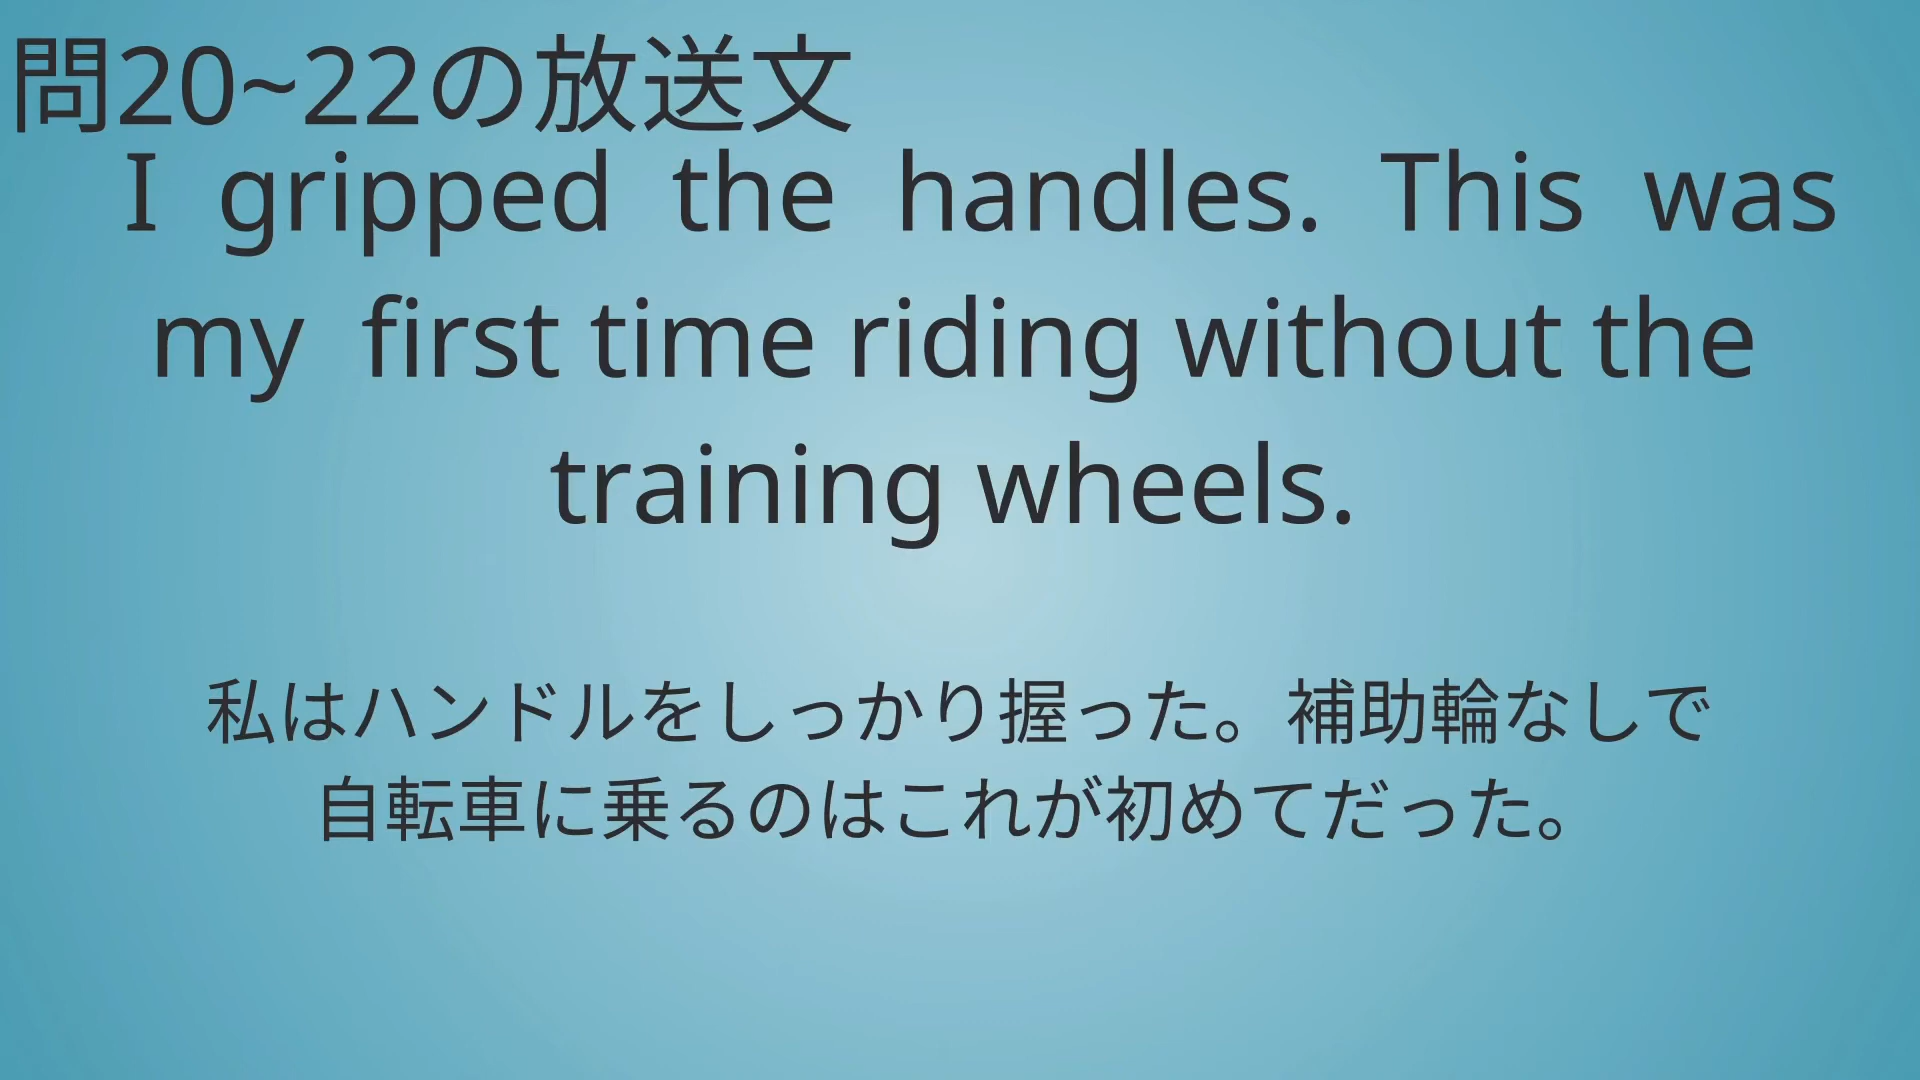 問20~22の放送文
I gripped the handles. This was
my first time riding without the
training wheels.
私はハンドルをしっかり握った。補助輪なしで
自転車に乗るのはこれが初めてだった。